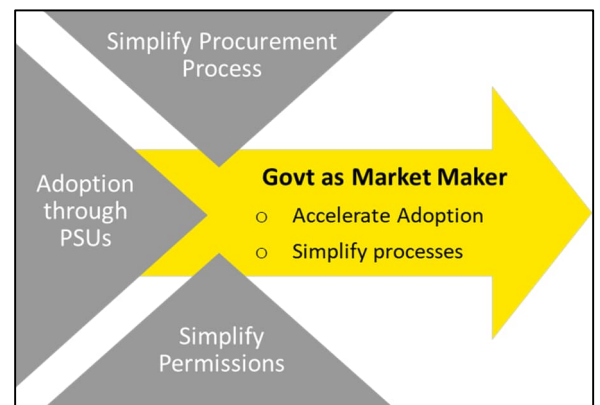 Simplify Procurement
Process
Adoption
through
PSUs
Govt as Market Maker
o Accelerate Adoption
o Simplify processes
Simplify
Permissions